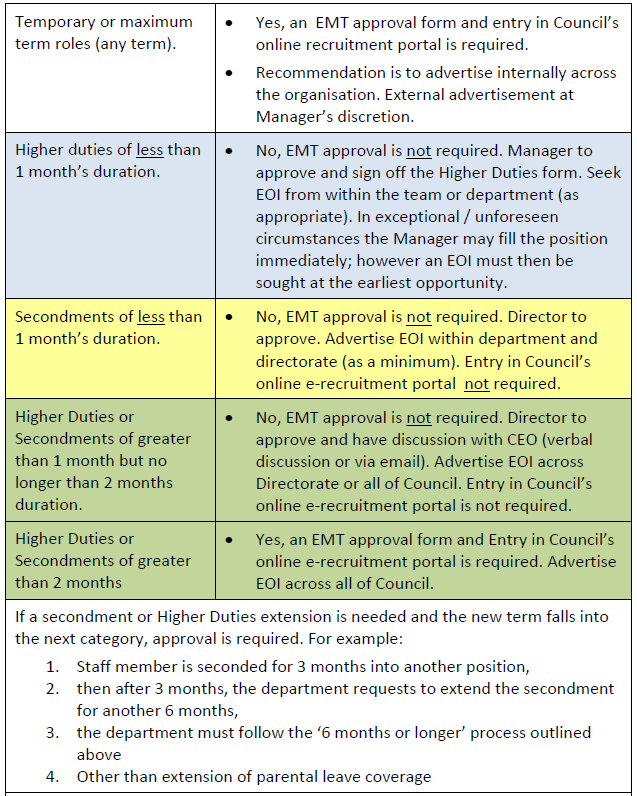 Temporary or maximum
term roles (any term).
• Yes, an  EMT approval form and entry in Council's
online recruitment portal is required.
• Recommendation is to advertise internally across
the organisation. External advertisement at
Manager's discretion.
Higher duties of less than
1 month's duration.
• No, EMT approval is not required. Manager to
approve and sign off the Higher Duties form. Seek
EOI from within the team or department (as
appropriate). In exceptional / unforeseen
circumstances the Manager may fill the position
immediately; however an EOI must then be
sought at the earliest opportunity.
Secondments of less than
1 month's duration.
• No, EMT approval is not required. Director to
approve. Advertise EOI within department and
directorate (as a minimum). Entry in Council's
online e-recruitment portal  not required.
Higher Duties or
Secondments of greater
than 1 month but no
longer than 2 months
duration.
• No, EMT approval is not required. Director to
approve and have discussion with CEO (verbal
discussion or via email). Advertise EOI across
Directorate or all of Council. Entry in Council's
online e-recruitment portal is not required.
Higher Duties or
Secondments of greater
than 2 months
• Yes, an EMT approval form and Entry in Council's
online e-recruitment portal is required. Advertise
EOI across all of Council.
If a secondment or Higher Duties extension is needed and the new term falls into
the next category, approval is required. For example:
1. Staff member is seconded for 3 months into another position,
2. then after 3 months, the department requests to extend the secondment
for another 6 months,
3. the department must follow the '6 months or longer' process outlined
above
4. Other than extension of parental leave coverage